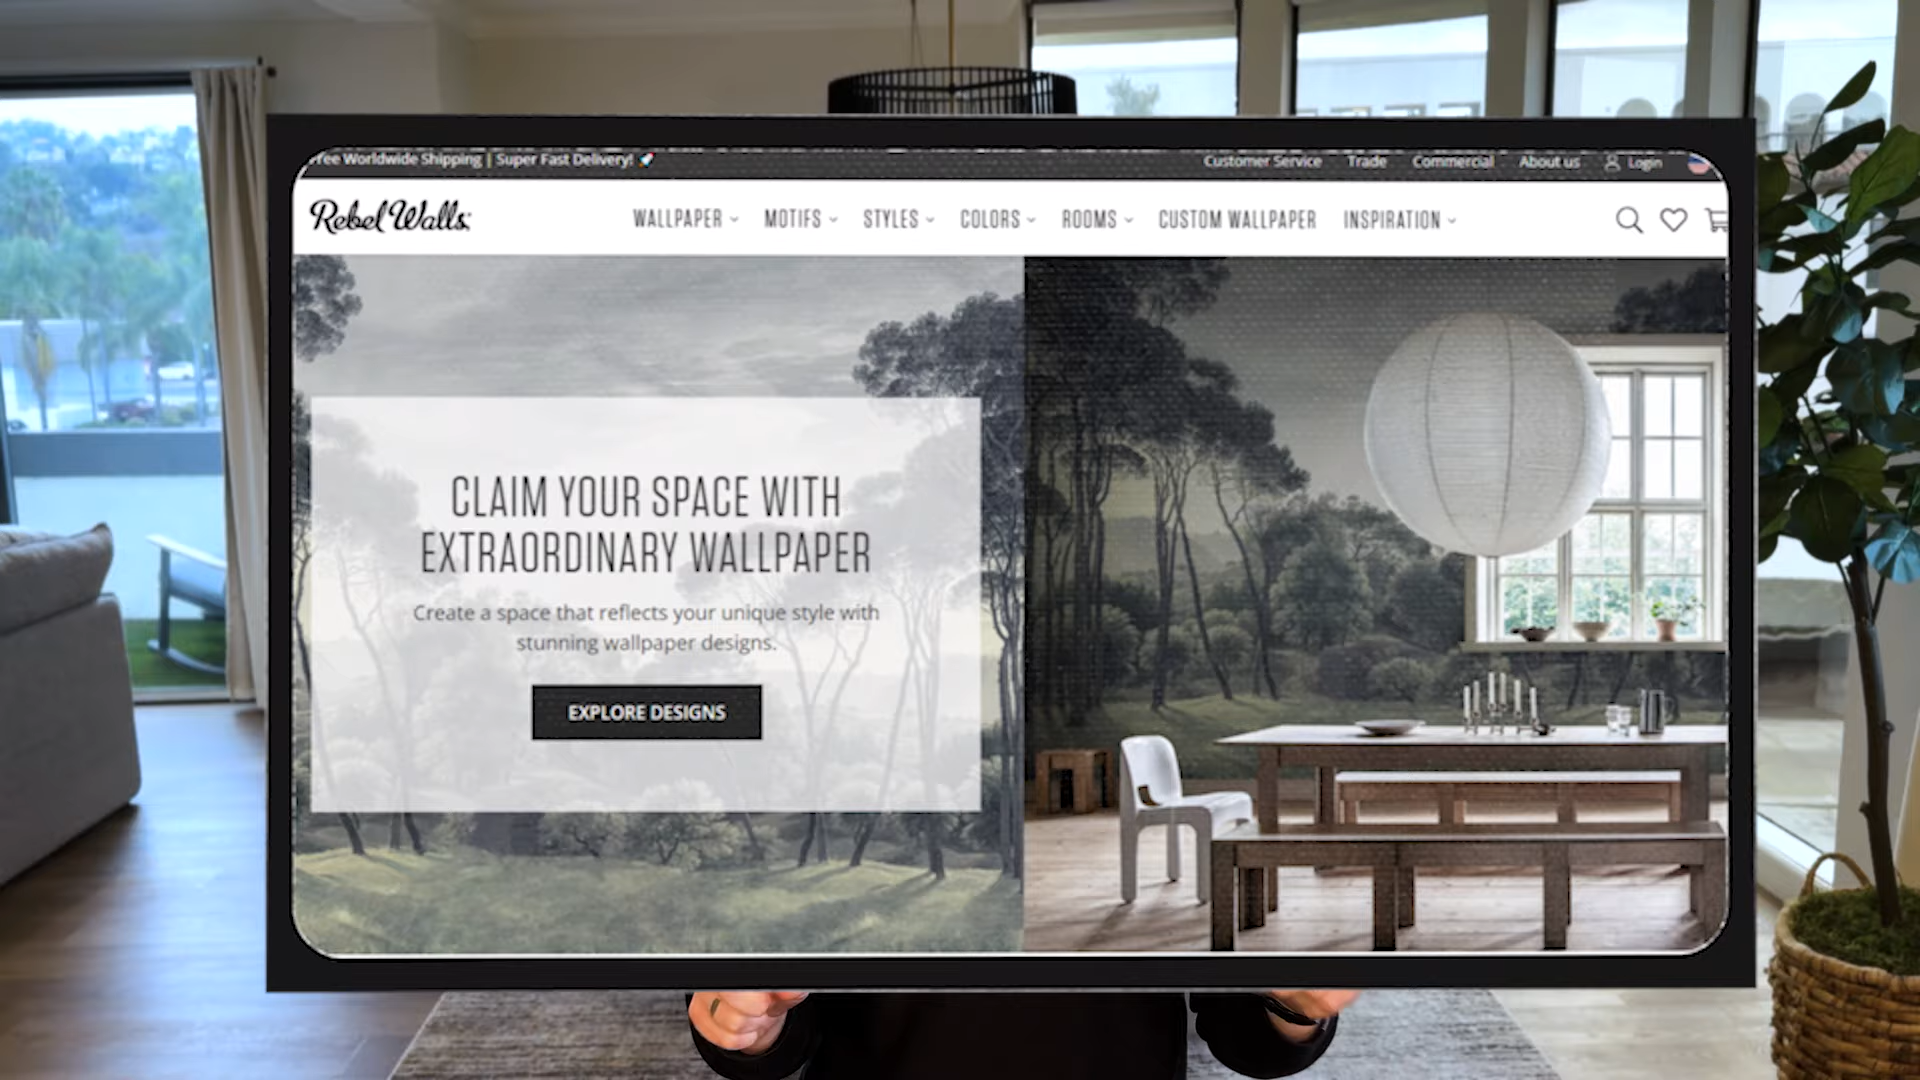 Free Worldwide Shipping | Super Fast Delivery! 🚀
Customer Service Trade Commercial About us Login
Rebel Walls
WALLPAPER MOTIFS STYLES COLORS ROOMS CUSTOM WALLPAPER INSPIRATION
CLAIM YOUR SPACE WITH
EXTRAORDINARY WALLPAPER
Create a space that reflects your unique style with
stunning wallpaper designs.
EXPLORE DESIGNS